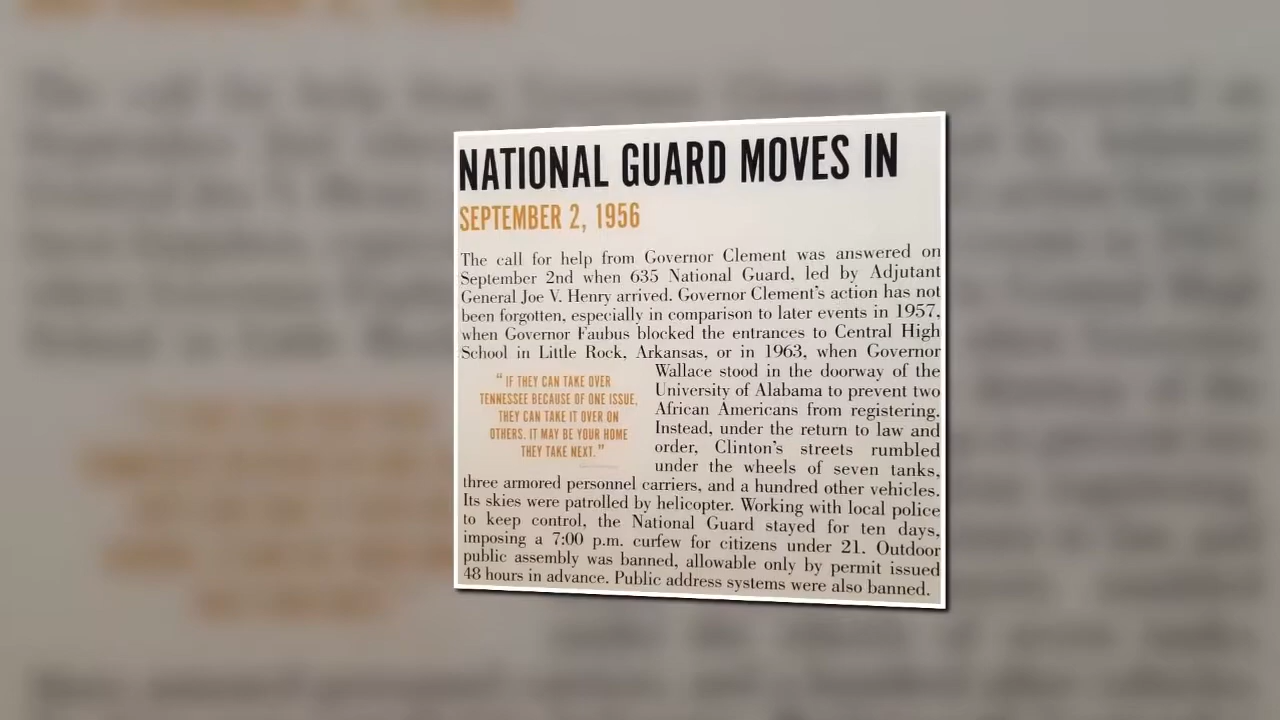 NATIONAL GUARD MOVES IN
SEPTEMBER 2, 1956
The call for help from Governor Clement was answered on
September 2nd when 635 National Guard, led by Adjutant
General Joe V. Henry arrived. Governor Clement's action has not
been forgotten, especially in comparison to later events in 1957,
when Governor Faubus blocked the entrances to Central High
School in Little Rock, Arkansas, or in 1963, when Governor
Wallace stood in the doorway of the
University of Alabama to prevent two
African Americans from registering.
Instead, under the return to law and
order, Clinton's streets rumbled
under the wheels of seven tanks,
"IF THEY CAN TAKE OVER
TENNESSEE BECAUSE OF ONE ISSUE,
THEY CAN TAKE IT OVER ON
OTHERS. IT MAY BE YOUR HOME
THEY TAKE NEXT."
three armored personnel carriers, and a hundred other vehicles.
Its skies were patrolled by helicopter. Working with local police
to keep control, the National Guard stayed for ten days,
imposing a 7:00 p.m. curfew for citizens under 21. Outdoor
public assembly was banned, allowable only by permit issued
48 hours in advance. Public address systems were also banned.